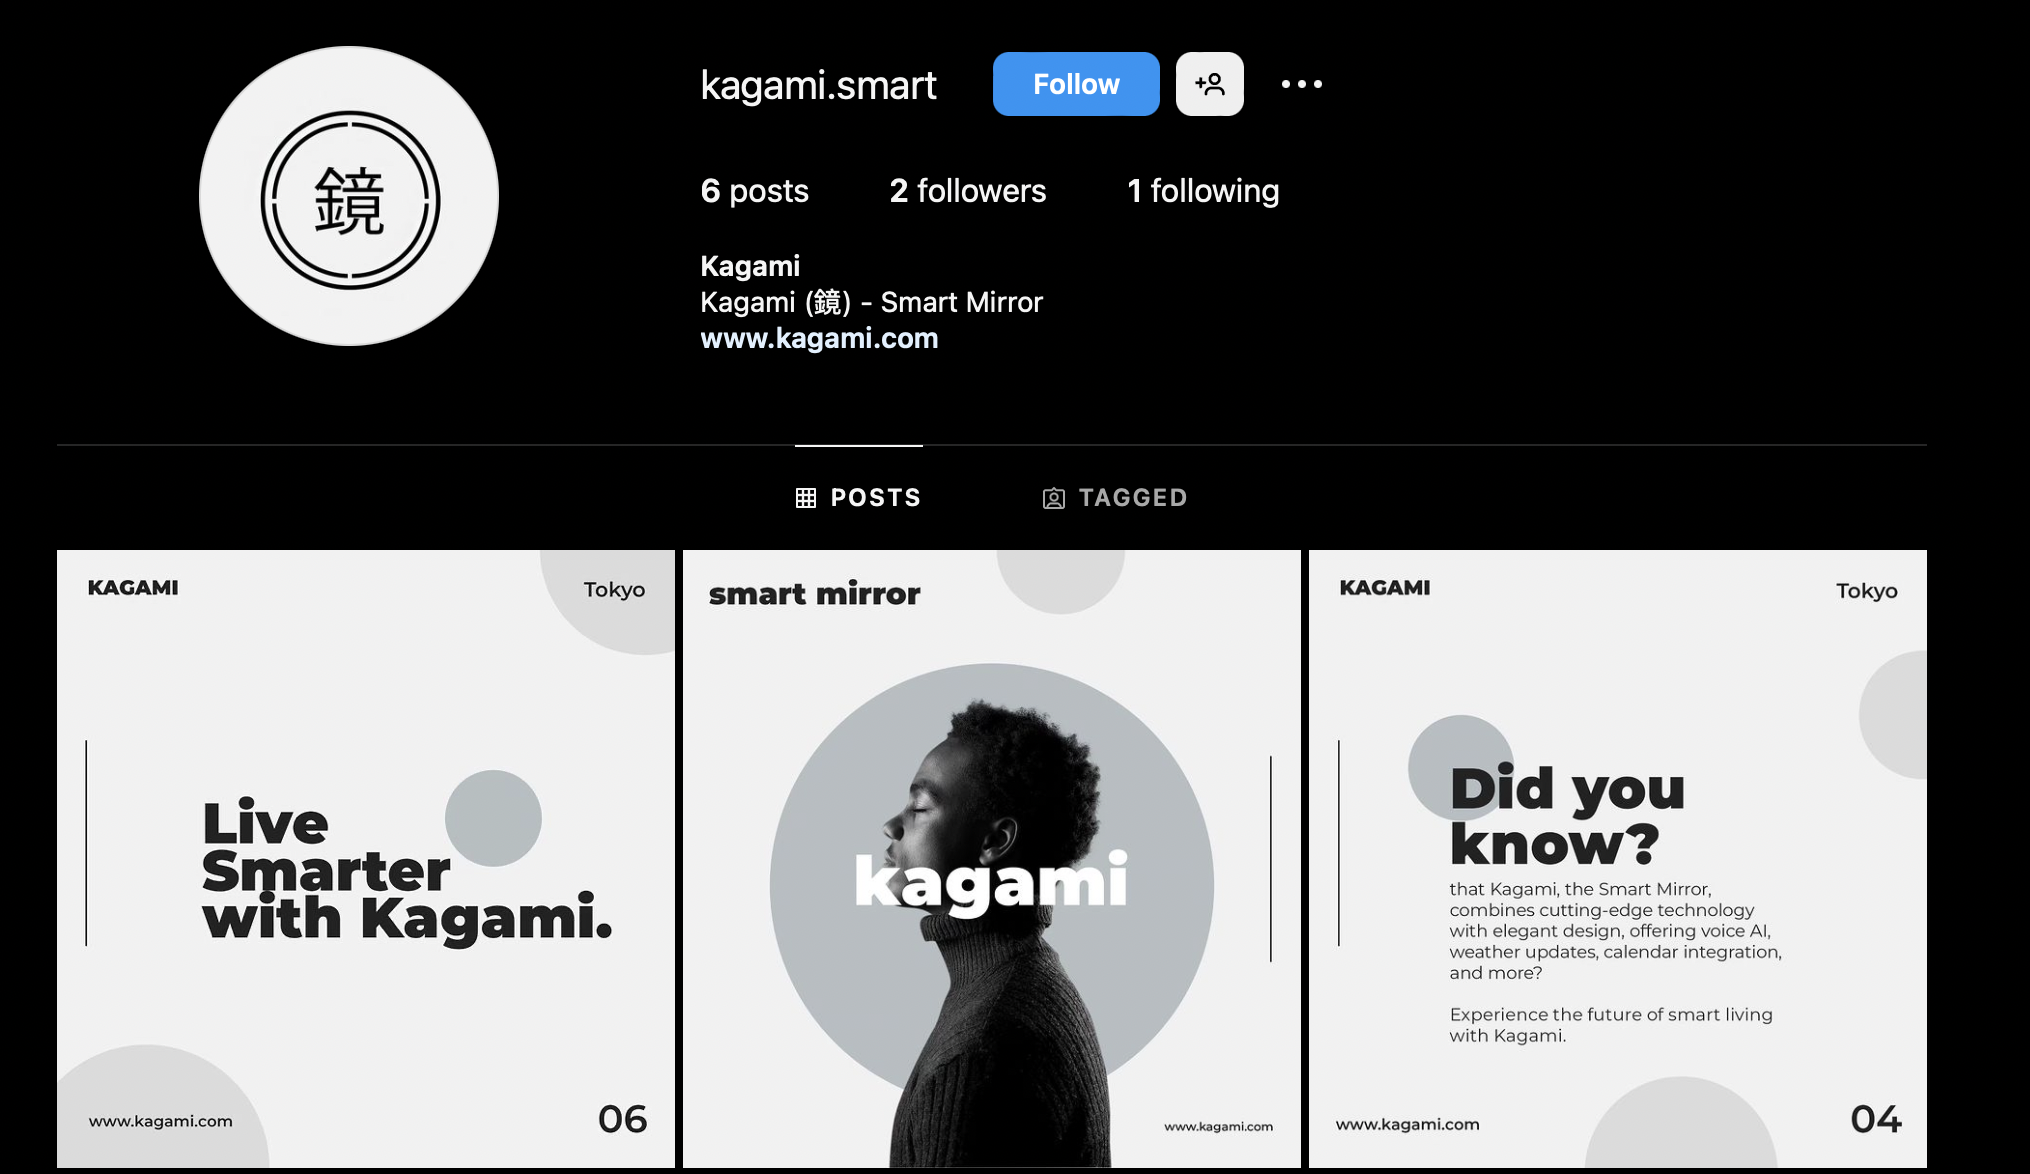 鏡
kagami.smart
Follow
6 posts 2 followers 1 following
Kagami
Kagami (鏡) - Smart Mirror
www.kagami.com
POSTS TAGGED
KAGAMI Tokyo
Live
Smarter
with Kagami.
www.kagami.com 06
smart mirror
kagami
www.kagami.com
KAGAMI Tokyo
Did you
know?
that Kagami, the Smart Mirror,
combines cutting-edge technology
with elegant design, offering voice AI,
weather updates, calendar integration,
and more?
Experience the future of smart living
with Kagami.
www.kagami.com 04